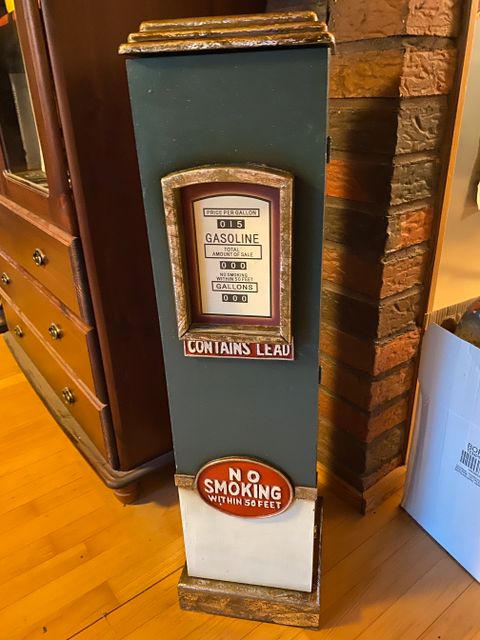 PRICE PER GALLON
015
GASOLINE
TOTAL
AMOUNT OF SALE
000
NO SMOKING
WITHIN 50 FEET
GALLONS
000
CONTAINS LEAD
NO
SMOKING
WITHIN 50 FEET